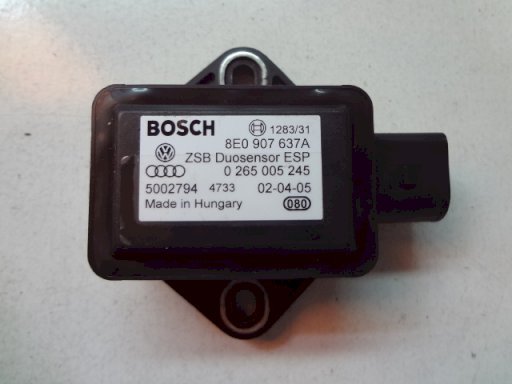 BOSCH 1283/31
8E0 907 637A
ZSB Duosensor ESP
0 265 005 245
5002794 4733 02-04-05
Made in Hungary 080